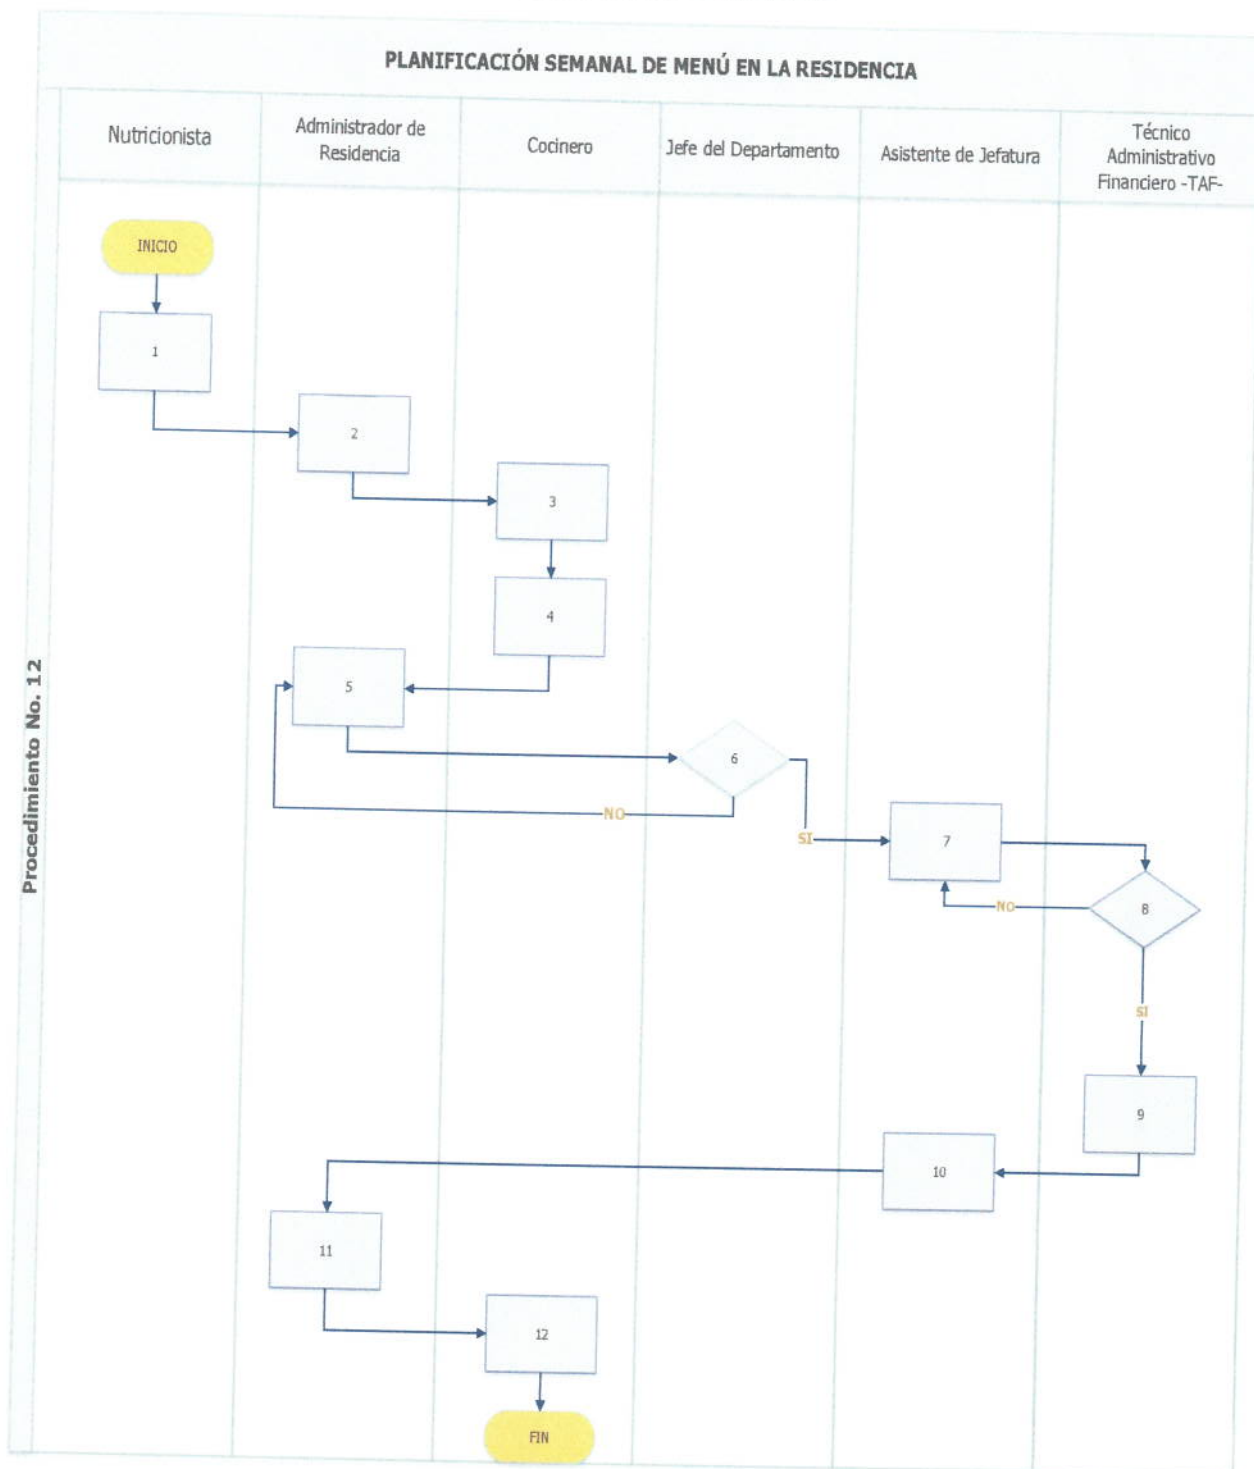 PLANIFICACIÓN SEMANAL DE MENÚ EN LA RESIDENCIA
Nutricionista
Administrador de
Residencia
Cocinero
Jefe del Departamento
Asistente de Jefatura
Técnico
Administrativo
Financiero -TAF-
Procedimiento No. 12
INICIO
1
2
3
4
5
6
NO
SI
7
8
NO
SI
9
10
11
12
FIN